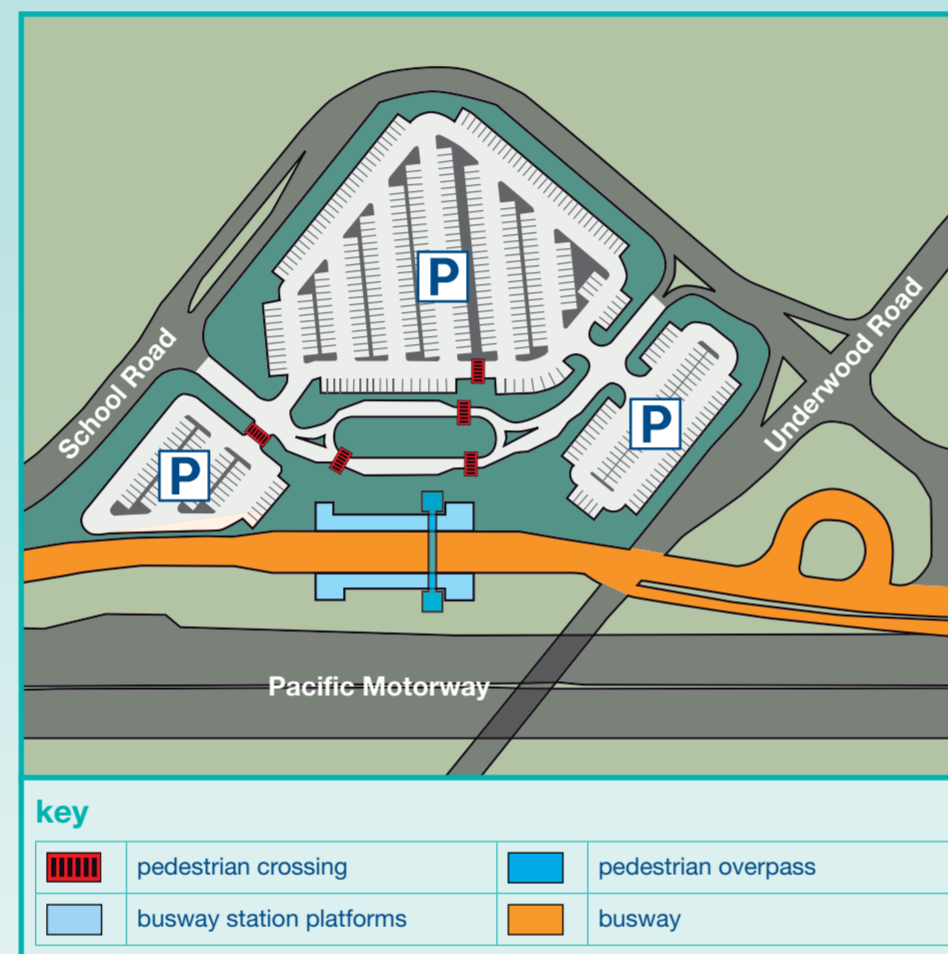 P
School Road
P
P
Underwood Road
Pacific Motorway
key
pedestrian crossing
pedestrian overpass
busway station platforms
busway